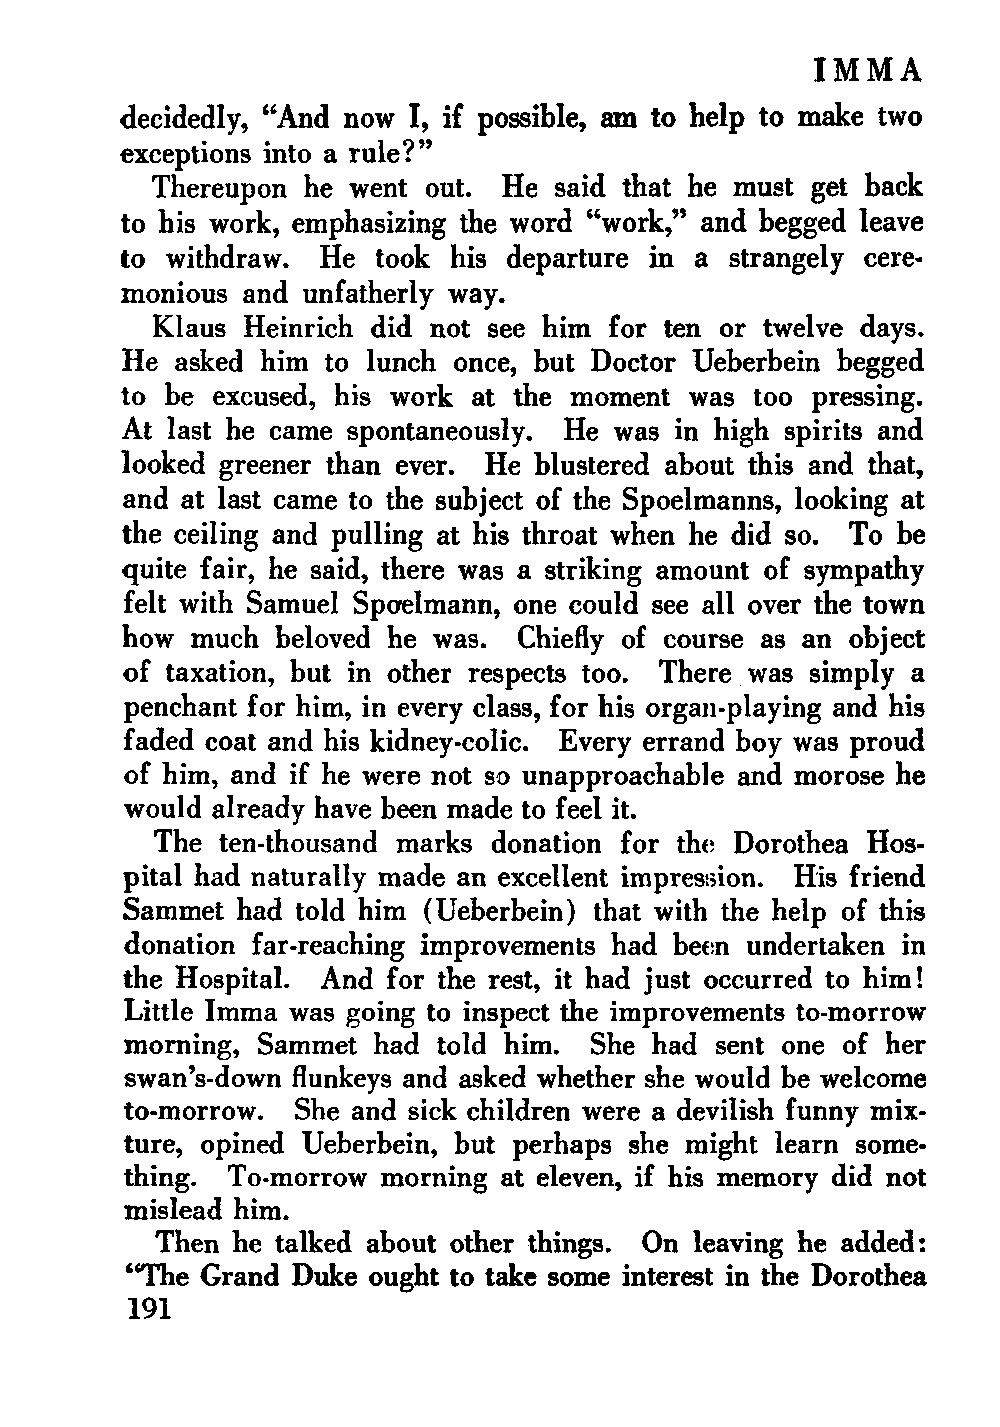 IMMA
decidedly, “And now I, if possible, am to help to make two
exceptions into a rule?”
Thereupon he went out. He said that he must get back
to his work, emphasizing the word “work,” and begged leave
to withdraw. He took his departure in a strangely cere-
monious and unfatherly way.
Klaus Heinrich did not see him for ten or twelve days.
He asked him to lunch once, but Doctor Ueberbein begged
to be excused, his work at the moment was too pressing.
At last he came spontaneously. He was in high spirits and
looked greener than ever. He blustered about this and that,
and at last came to the subject of the Spoelmanns, looking at
the ceiling and pulling at his throat when he did so. To be
quite fair, he said, there was a striking amount of sympathy
felt with Samuel Spoelmann, one could see all over the town
how much beloved he was. Chiefly of course as an object
of taxation, but in other respects too. There was simply a
penchant for him, in every class, for his organ-playing and his
faded coat and his kidney-colic. Every errand boy was proud
of him, and if he were not so unapproachable and morose he
would already have been made to feel it.
The ten-thousand marks donation for the Dorothea Hos-
pital had naturally made an excellent impression. His friend
Sammet had told him (Ueberbein) that with the help of this
donation far-reaching improvements had been undertaken in
the Hospital. And for the rest, it had just occurred to him!
Little Imma was going to inspect the improvements to-morrow
morning, Sammet had told him. She had sent one of her
swan’s-down flunkeys and asked whether she would be welcome
to-morrow. She and sick children were a devilish funny mix-
ture, opined Ueberbein, but perhaps she might learn some-
thing. To-morrow morning at eleven, if his memory did not
mislead him.
Then he talked about other things. On leaving he added:
“The Grand Duke ought to take some interest in the Dorothea
191